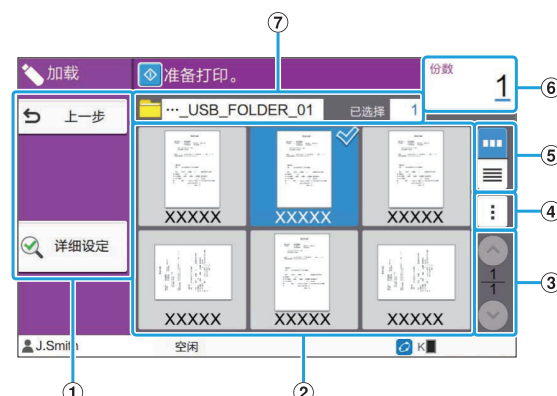 ⑦
加载
准备打印。
份数
1
⑥
上一步
…_USB_FOLDER_01
已选择
1
⑤
XXXXX
XXXXX
XXXXX
④
详细设定
1
1
③
XXXXX
XXXXX
XXXXX
J.Smith
空闲
K
①
②